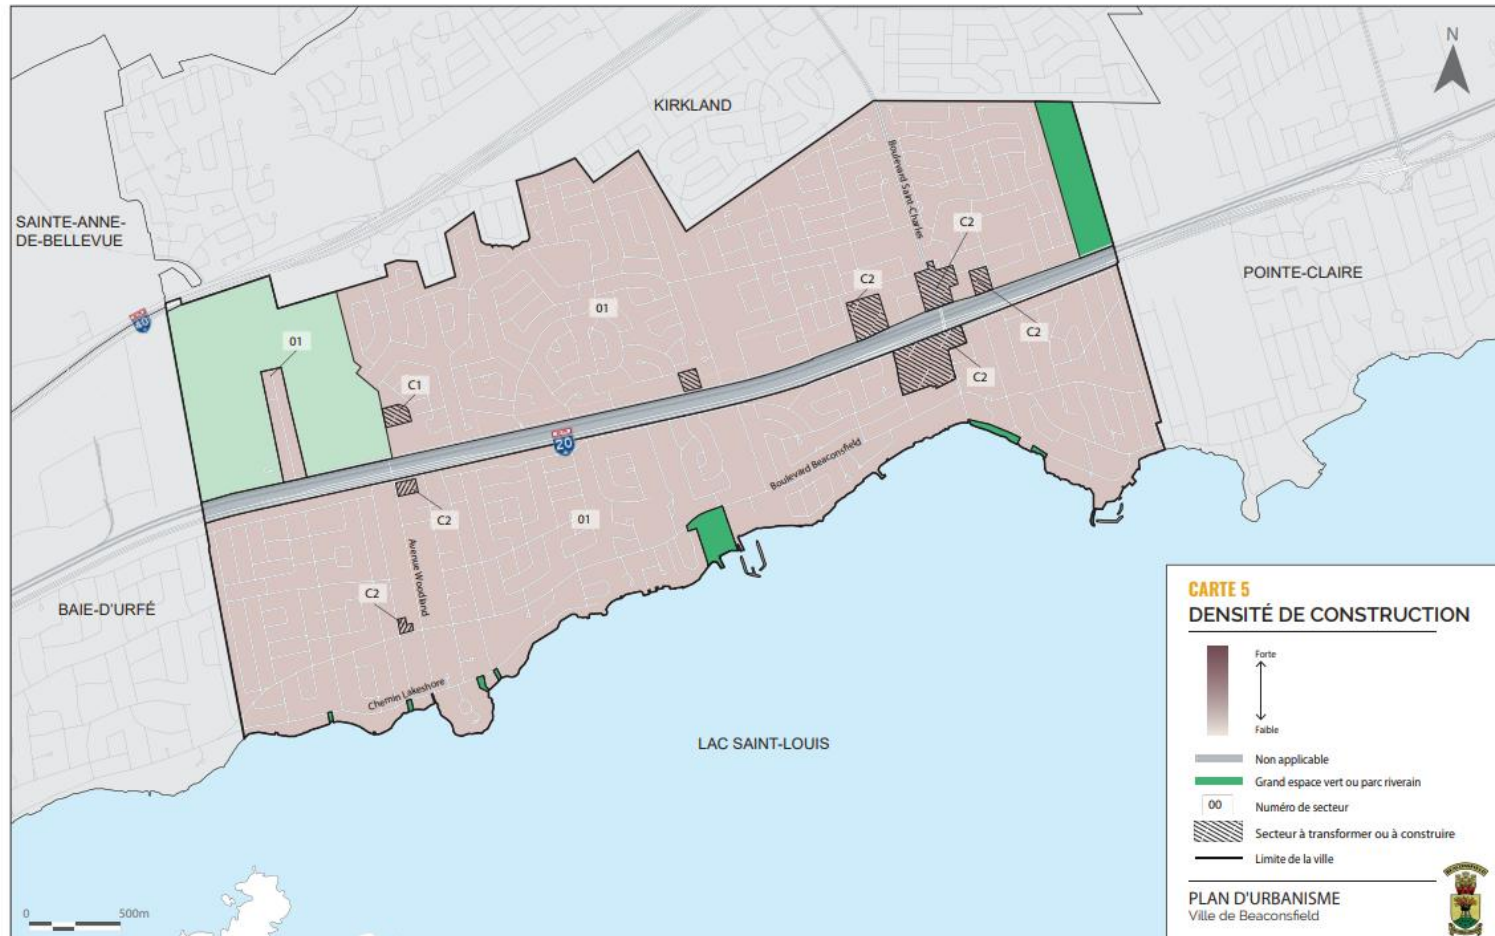 N
KIRKLAND
SAINTE-ANNE-
DE-BELLEVUE
Boulevard Saint-Charles
C2
POINTE-CLAIRE
C2
01
40
01
C2
C1
C2
20
Boulevard Beaconsfield
C2
01
Avenue Woodland
C2
BAIE-D'URFÉ
Chemin Lakeshore
LAC SAINT-LOUIS
0 500m
CARTE 5
DENSITÉ DE CONSTRUCTION
Forte
Faible
Non applicable
Grand espace vert ou parc riverain
00 Numéro de secteur
Secteur à transformer ou à construire
Limite de la ville
PLAN D'URBANISME
Ville de Beaconsfield
BEACONSFIELD